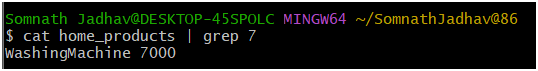 Somnath Jadhav@DESKTOP-45SPOLC MINGW64 ~/SomnathJadhav@86
$ cat home_products | grep 7
WashingMachine 7000